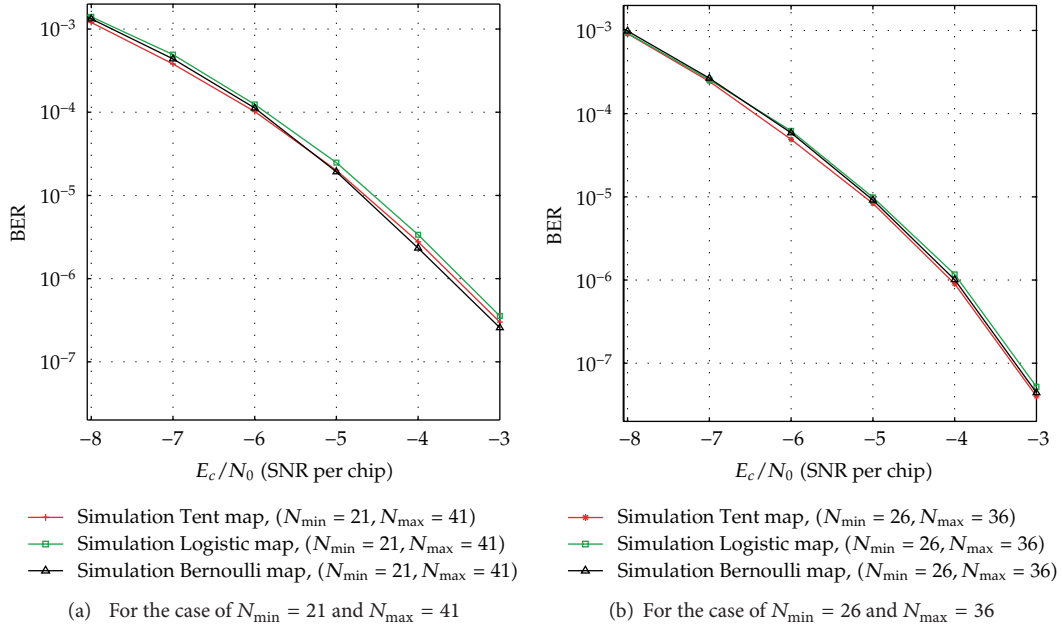 10⁻³
10⁻⁴
10⁻⁵
10⁻⁶
10⁻⁷
BER
−8 −7 −6 −5 −4 −3
E_c/N_0 (SNR per chip)
Simulation Tent map, (N_min = 21, N_max = 41)
Simulation Logistic map, (N_min = 21, N_max = 41)
Simulation Bernoulli map, (N_min = 21, N_max = 41)
(a) For the case of N_min = 21 and N_max = 41
10⁻³
10⁻⁴
10⁻⁵
10⁻⁶
10⁻⁷
BER
−8 −7 −6 −5 −4 −3
E_c/N_0 (SNR per chip)
Simulation Tent map, (N_min = 26, N_max = 36)
Simulation Logistic map, (N_min = 26, N_max = 36)
Simulation Bernoulli map, (N_min = 26, N_max = 36)
(b) For the case of N_min = 26 and N_max = 36